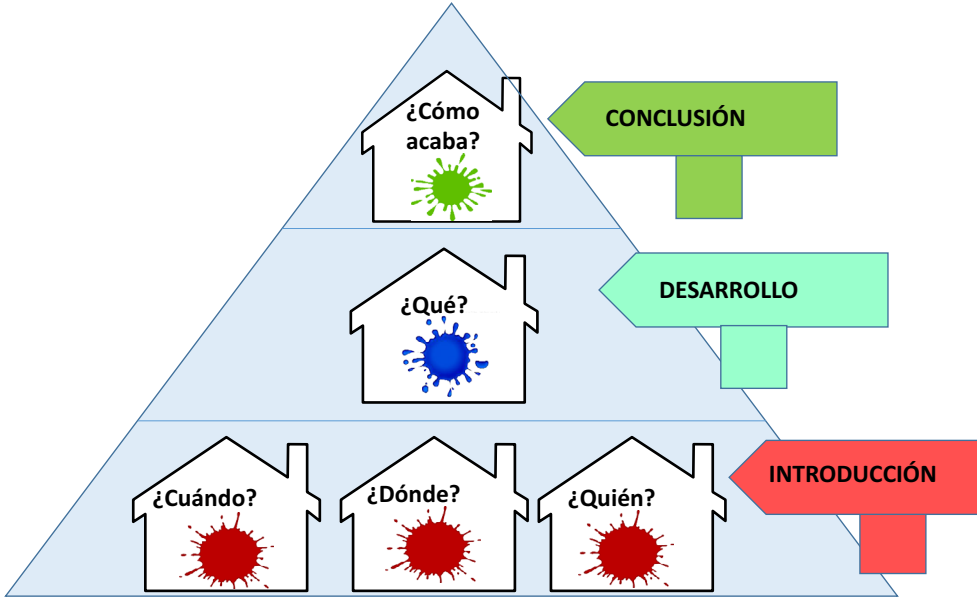 ¿Cómo
acaba?
CONCLUSIÓN
¿Qué?
DESARROLLO
¿Cuándo?
¿Dónde?
¿Quién?
INTRODUCCIÓN